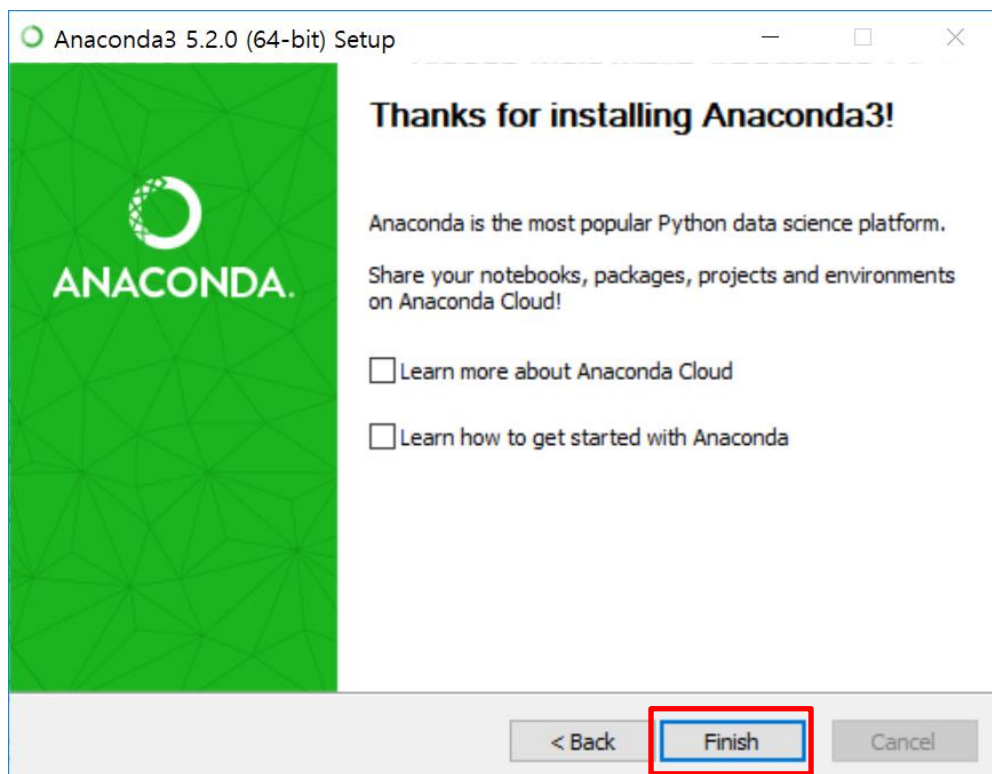 Anaconda3 5.2.0 (64-bit) Setup
Thanks for installing Anaconda3!
ANACONDA.
Anaconda is the most popular Python data science platform.
Share your notebooks, packages, projects and environments
on Anaconda Cloud!
Learn more about Anaconda Cloud
Learn how to get started with Anaconda
< Back
Finish
Cancel